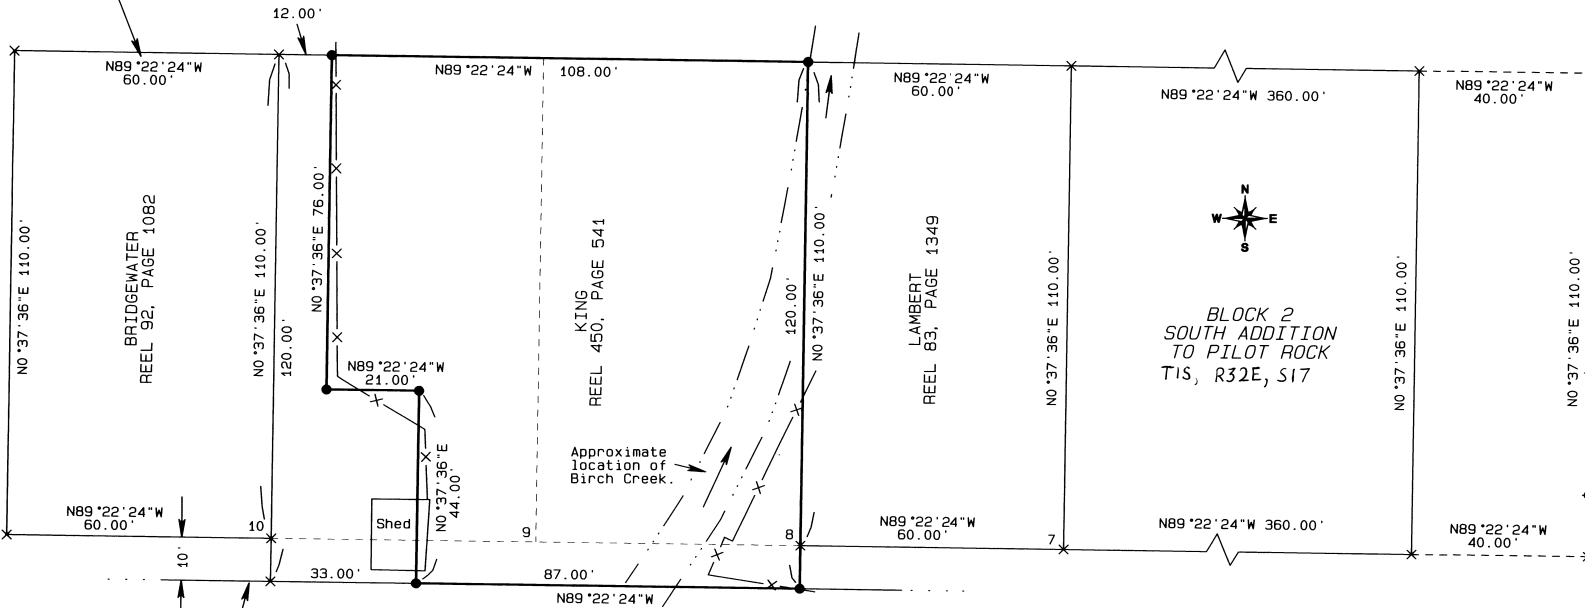 12.00'
N89°22'24"W
60.00'
N89°22'24"W 108.00'
N89°22'24"W
60.00'
N89°22'24"W 360.00'
N89°22'24"W
40.00'
N0°37'36"E 110.00'
BRIDGEWATER
REEL 92, PAGE 1082
N0°37'36"E 110.00'
120.00'
N0°37'36"E 76.00'
N89°22'24"W
21.00'
KING
REEL 450, PAGE 541
120.00'
N0°37'36"E 110.00'
LAMBERT
REEL 83, PAGE 1349
N0°37'36"E 110.00'
N
W E
S
BLOCK 2
SOUTH ADDITION
TO PILOT ROCK
T1S, R32E, S17
N0°37'36"E 110.00'
N0°37'36"E 110.00'
Approximate
location of
Birch Creek.
N0°37'36"E
44.00'
N89°22'24"W
60.00'
10
Shed
9
8
N89°22'24"W
60.00'
7
N89°22'24"W 360.00'
N89°22'24"W
40.00'
10'
33.00'
87.00'
N89°22'24"W